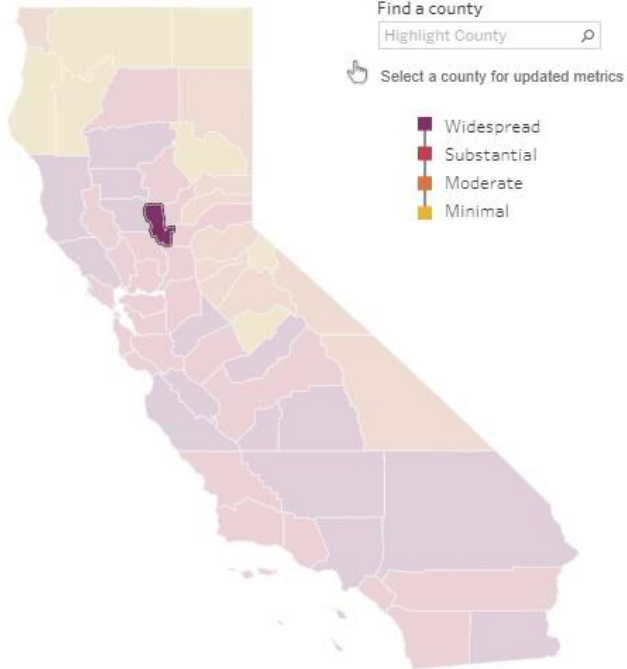 Find a county
Highlight County
Select a county for updated metrics
Widespread
Substantial
Moderate
Minimal